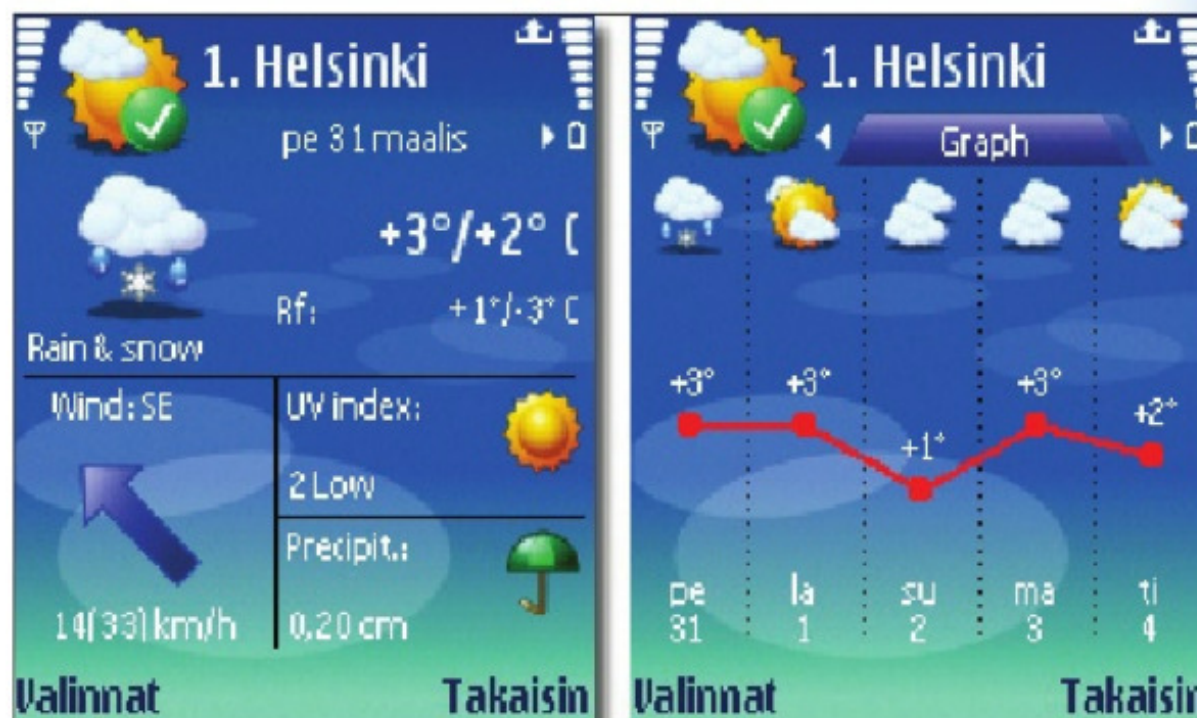 1. Helsinki
pe 31 maalis
+3°/+2° C
Rf: +1°/-3° C
Rain & snow
Wind: SE
14(33) km/h
UV index:
2 Low
Precipit.:
0,20 cm
Valinnat Takaisin
1. Helsinki
Graph
+3° +3° +1° +3° +2°
pe la su ma ti
31 1 2 3 4
Valinnat Takaisin